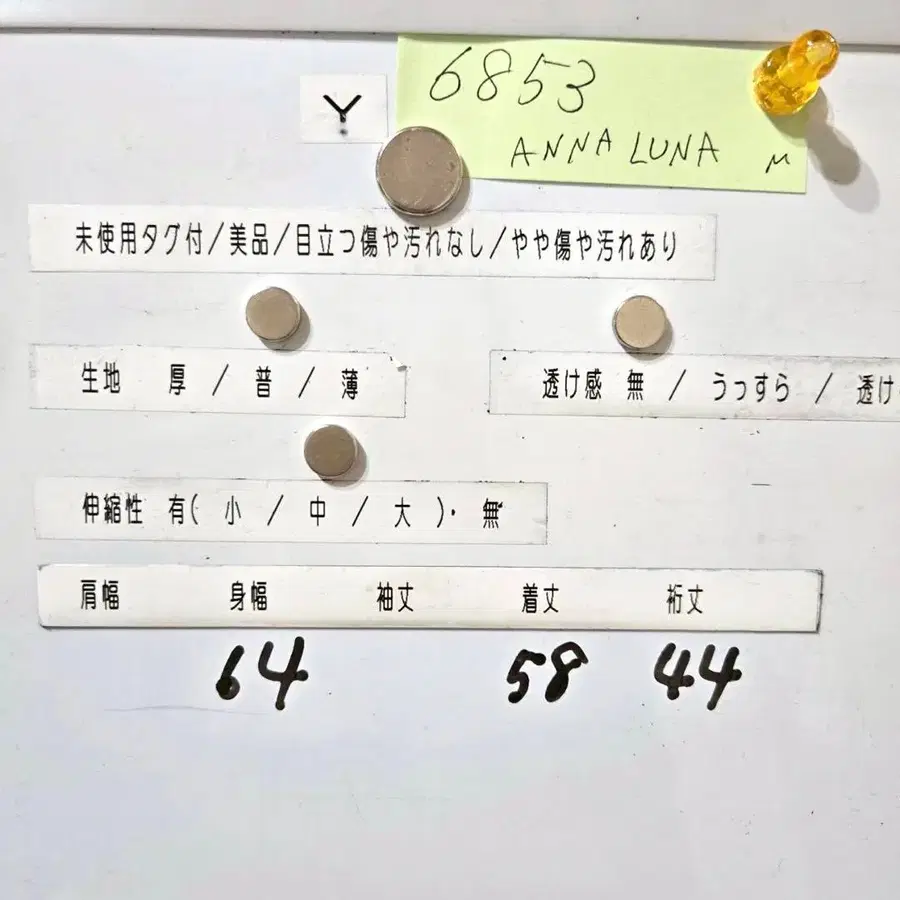 6853
Y
ANNA LUNA M
未使用タグ付/美品/目立つ傷や汚れなし/やや傷や汚れあり
生地 厚 / 普 / 薄
透け感 無 / うっすら / 透け
伸縮性 有( 小 / 中 / 大 )・ 無
肩幅 身幅 袖丈 着丈 裄丈
64 58 44